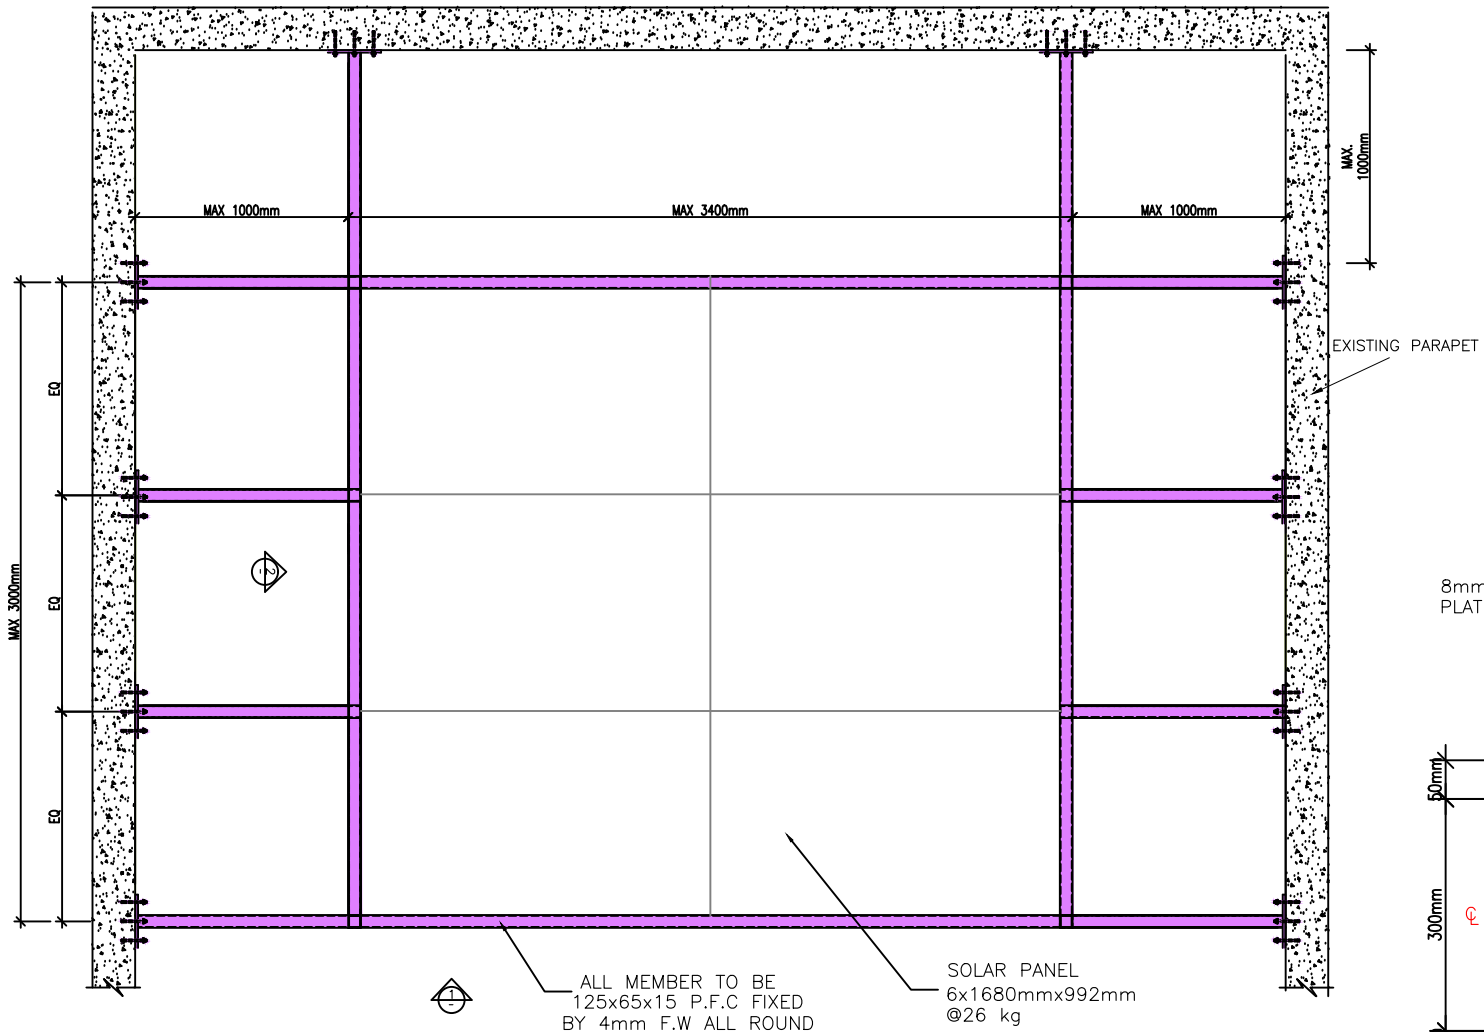 MAX.
1000mm
MAX 1000mm
MAX 3400mm
MAX 1000mm
EXISTING PARAPET
EQ
MAX 3000mm
EQ
2
-
8mm
PLAT
EQ
50mm
300mm
℄
ALL MEMBER TO BE
125x65x15 P.F.C FIXED
BY 4mm F.W ALL ROUND
1
-
SOLAR PANEL
6x1680mmx992mm
@26 kg